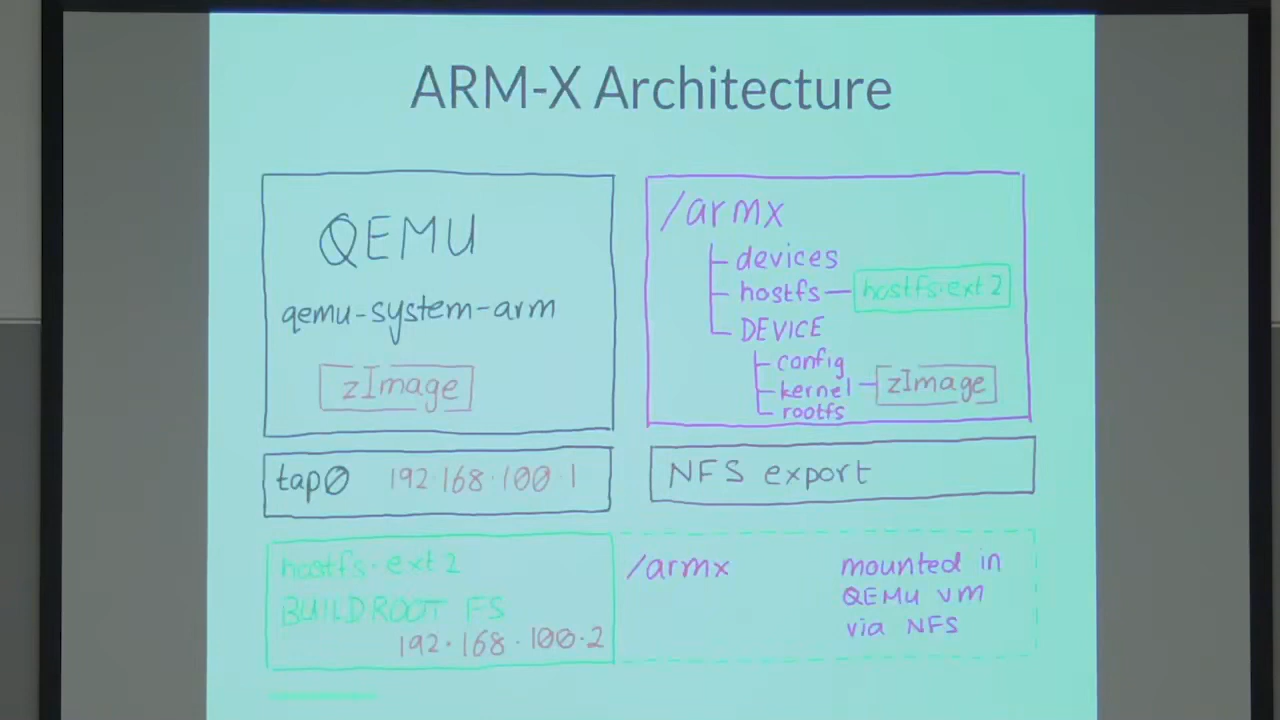 ARM-X Architecture
QEMU
qemu-system-arm
zImage
/armx
devices
hostfs
hostfs.ext2
DEVICE
config
kernel
zImage
rootfs
tap0 192.168.100.1
NFS export
hostfs.ext2
BUILDROOT FS
192.168.100.2
/armx
mounted in
QEMU VM
via NFS